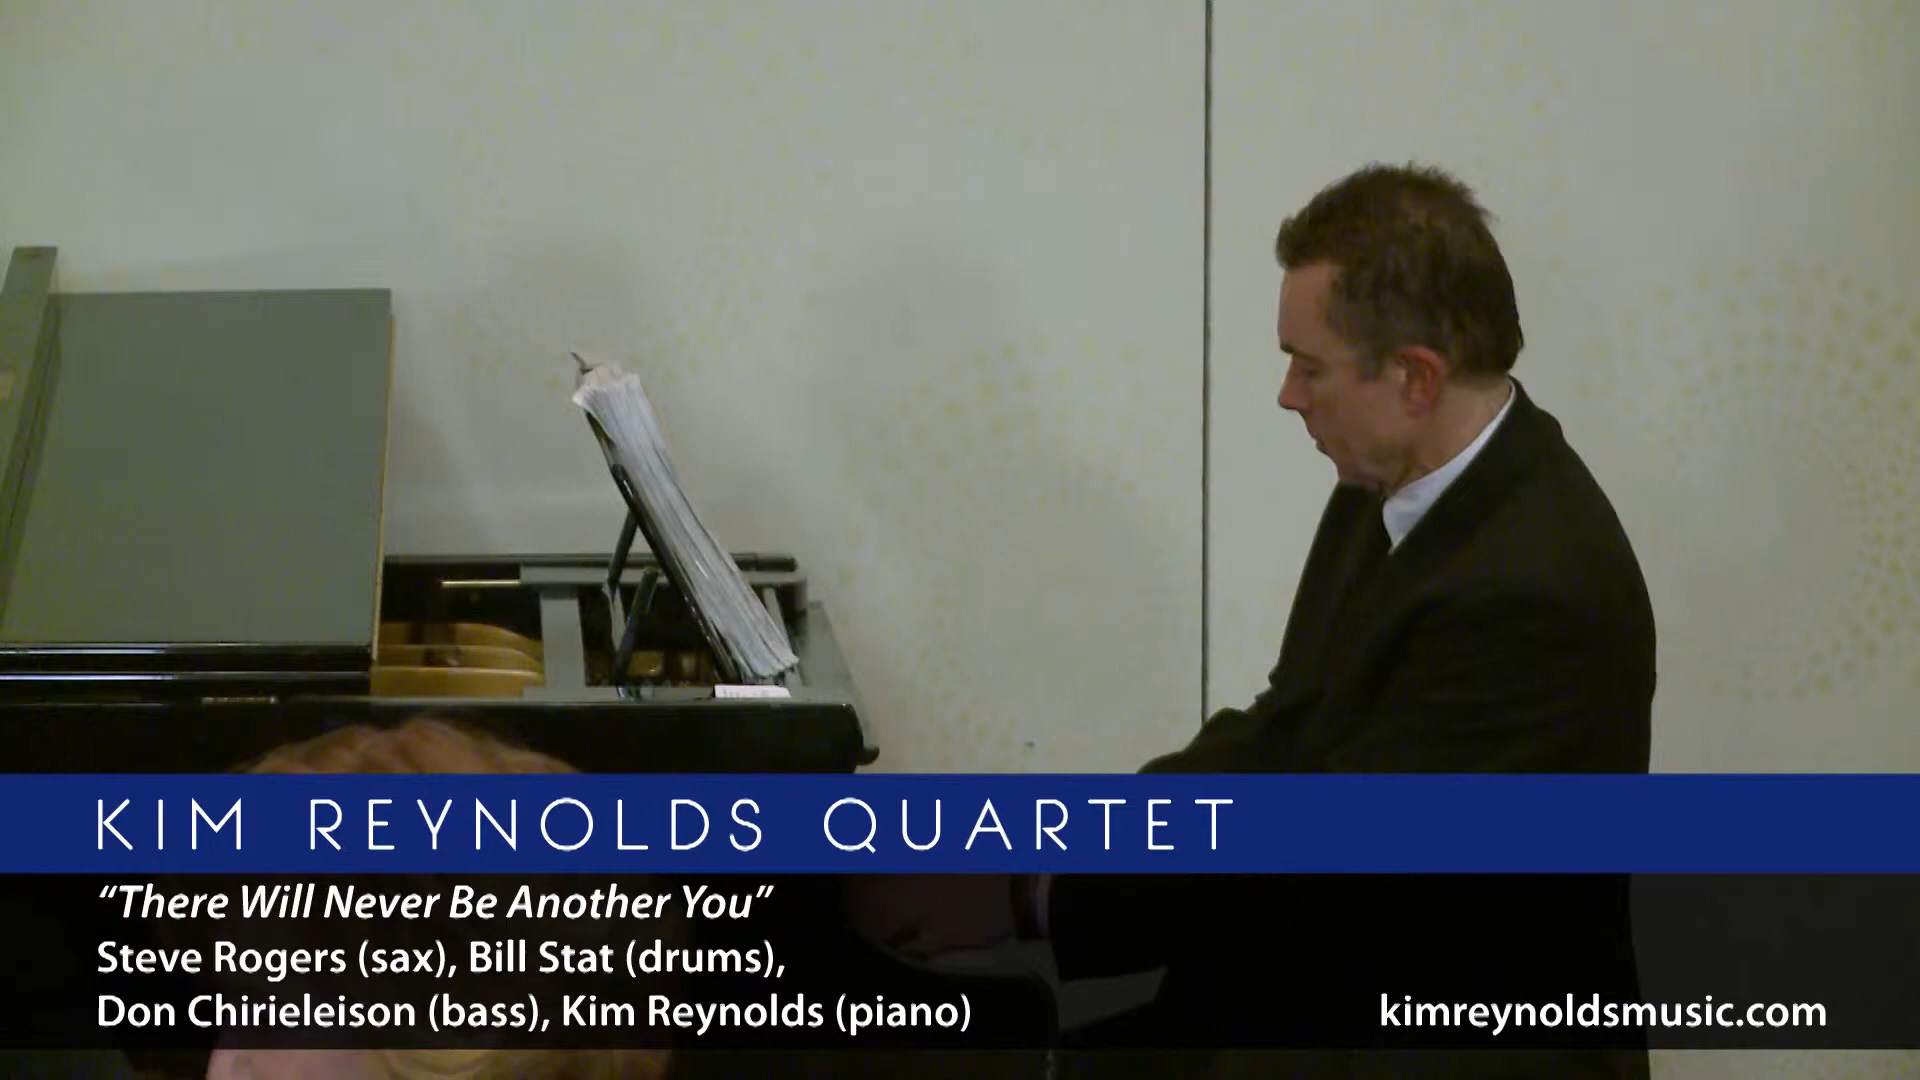 KIM REYNOLDS QUARTET
“There Will Never Be Another You”
Steve Rogers (sax), Bill Stat (drums),
Don Chirieleison (bass), Kim Reynolds (piano)
kimreynoldsmusic.com